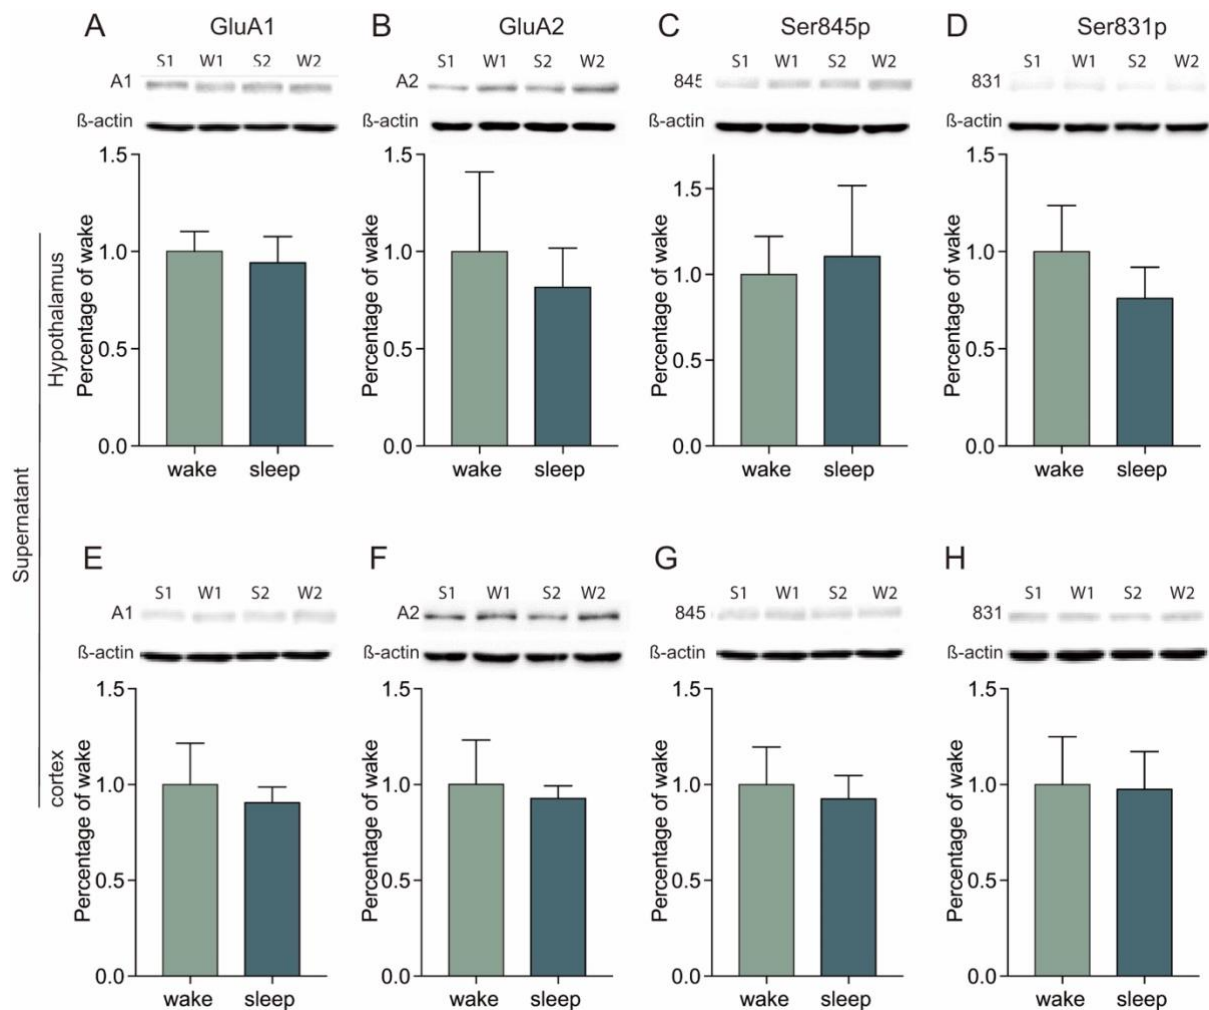 A GluA1
S1 W1 S2 W2
A1
ß-actin
Percentage of wake
1.5
1.0
0.5
0.0
wake sleep
B GluA2
S1 W1 S2 W2
A2
ß-actin
Percentage of wake
1.5
1.0
0.5
0.0
wake sleep
C Ser845p
S1 W1 S2 W2
845
ß-actin
Percentage of wake
1.5
1.0
0.5
0.0
wake sleep
D Ser831p
S1 W1 S2 W2
831
ß-actin
Percentage of wake
1.5
1.0
0.5
0.0
wake sleep
Supernatant
Hypothalamus
cortex
E
S1 W1 S2 W2
A1
ß-actin
Percentage of wake
1.5
1.0
0.5
0.0
wake sleep
F
S1 W1 S2 W2
A2
ß-actin
Percentage of wake
1.5
1.0
0.5
0.0
wake sleep
G
S1 W1 S2 W2
845
ß-actin
Percentage of wake
1.5
1.0
0.5
0.0
wake sleep
H
S1 W1 S2 W2
831
ß-actin
Percentage of wake
1.5
1.0
0.5
0.0
wake sleep